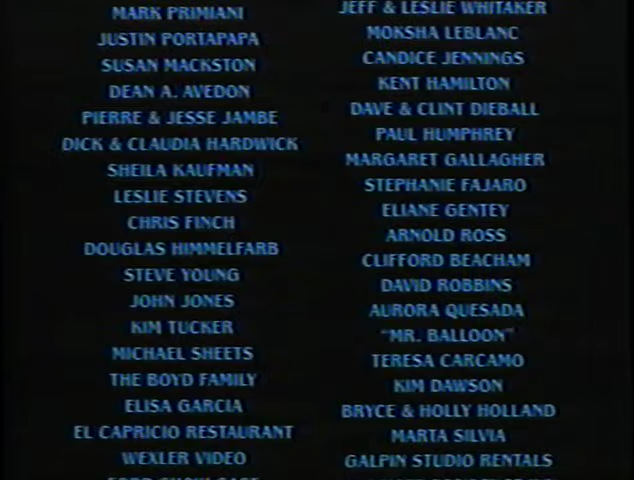 MARK PRIMIANI
JUSTIN PORTAPAPA
SUSAN MACKSTON
DEAN A. AVEDON
PIERRE & JESSE JAMBE
DICK & CLAUDIA HARDWICK
SHEILA KAUFMAN
LESLIE STEVENS
CHRIS FINCH
DOUGLAS HIMMELFARB
STEVE YOUNG
JOHN JONES
KIM TUCKER
MICHAEL SHEETS
THE BOYD FAMILY
ELISA GARCIA
EL CAPRICIO RESTAURANT
WEXLER VIDEO
JEFF & LESLIE WHITAKER
MOKSHA LEBLANC
CANDICE JENNINGS
KENT HAMILTON
DAVE & CLINT DIEBALL
PAUL HUMPHREY
MARGARET GALLAGHER
STEPHANIE FAJARO
ELIANE GENTEY
ARNOLD ROSS
CLIFFORD BEACHAM
DAVID ROBBINS
AURORA QUESADA
"MR. BALLOON"
TERESA CARCAMO
KIM DAWSON
BRYCE & HOLLY HOLLAND
MARTA SILVIA
GALPIN STUDIO RENTALS